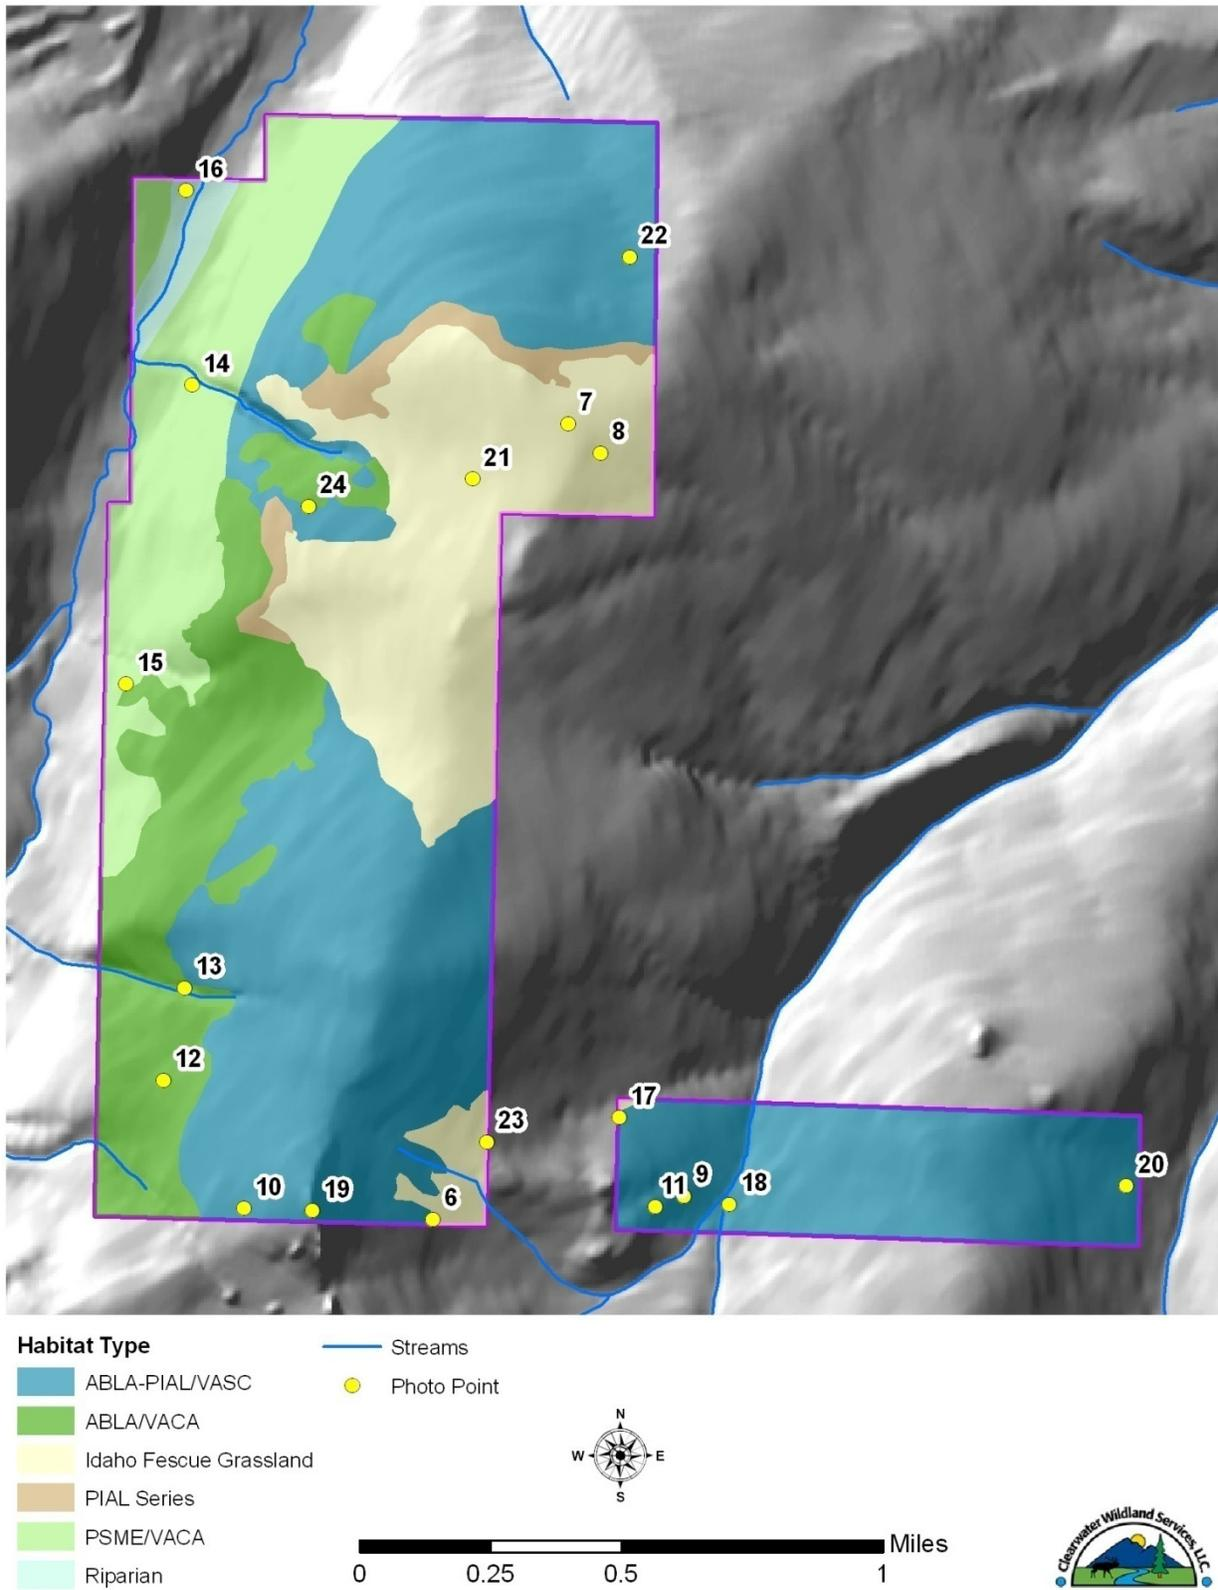 16
22
14
7
8
21
24
15
13
12
17
23
20
10
19
6
11
9
18
Habitat Type
ABLA-PIAL/VASC
ABLA/VACA
Idaho Fescue Grassland
PIAL Series
PSME/VACA
Riparian
Streams
Photo Point
N
W
E
S
Miles
0 0.25 0.5 1
Clearwater Wildland Services, LLC.